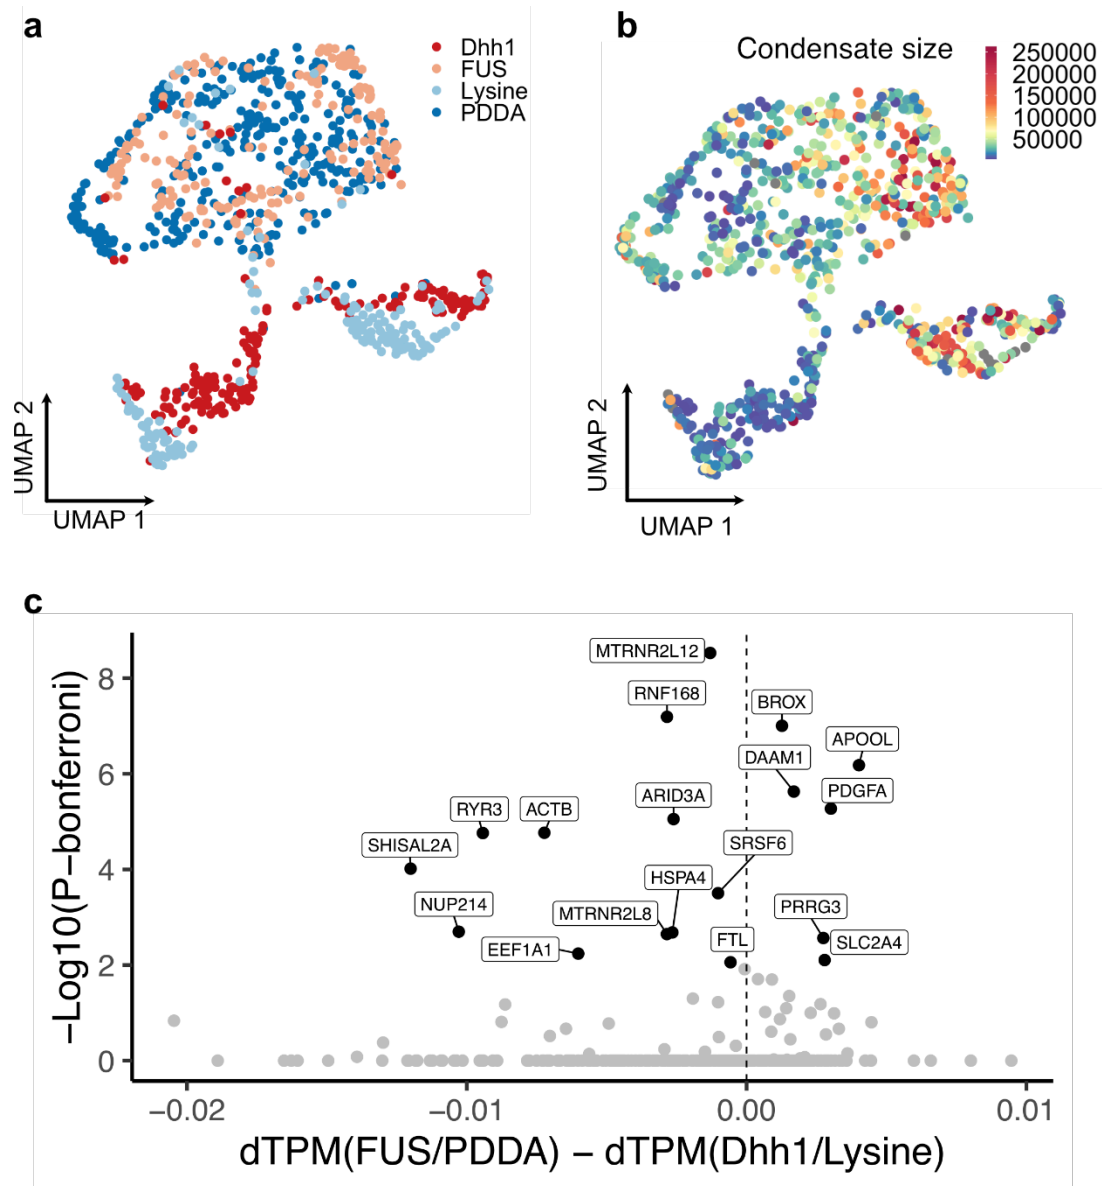 a
Dhh1
FUS
Lysine
PDDA
UMAP 2
UMAP 1
b
Condensate size
250000
200000
150000
100000
50000
UMAP 2
UMAP 1
c
−Log10(P−bonferroni)
8
6
4
2
0
MTRNR2L12
RNF168
BROX
APOOL
DAAM1
PDGFA
ARID3A
RYR3
ACTB
SRSF6
SHISAL2A
HSPA4
NUP214
MTRNR2L8
PRRG3
EEF1A1
FTL
SLC2A4
−0.02
−0.01
0.00
0.01
dTPM(FUS/PDDA) − dTPM(Dhh1/Lysine)